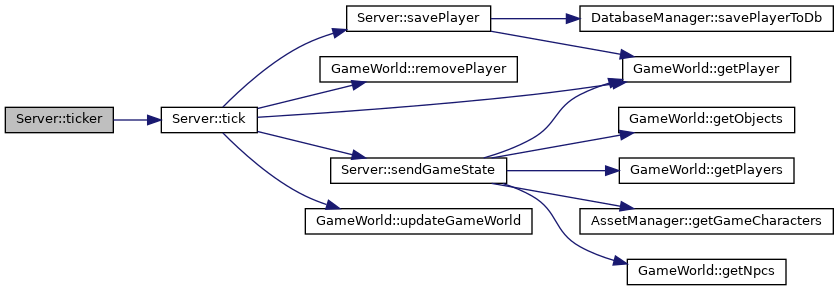 Server::ticker
Server::tick
Server::savePlayer
GameWorld::removePlayer
Server::sendGameState
GameWorld::updateGameWorld
DatabaseManager::savePlayerToDb
GameWorld::getPlayer
GameWorld::getObjects
GameWorld::getPlayers
AssetManager::getGameCharacters
GameWorld::getNpcs